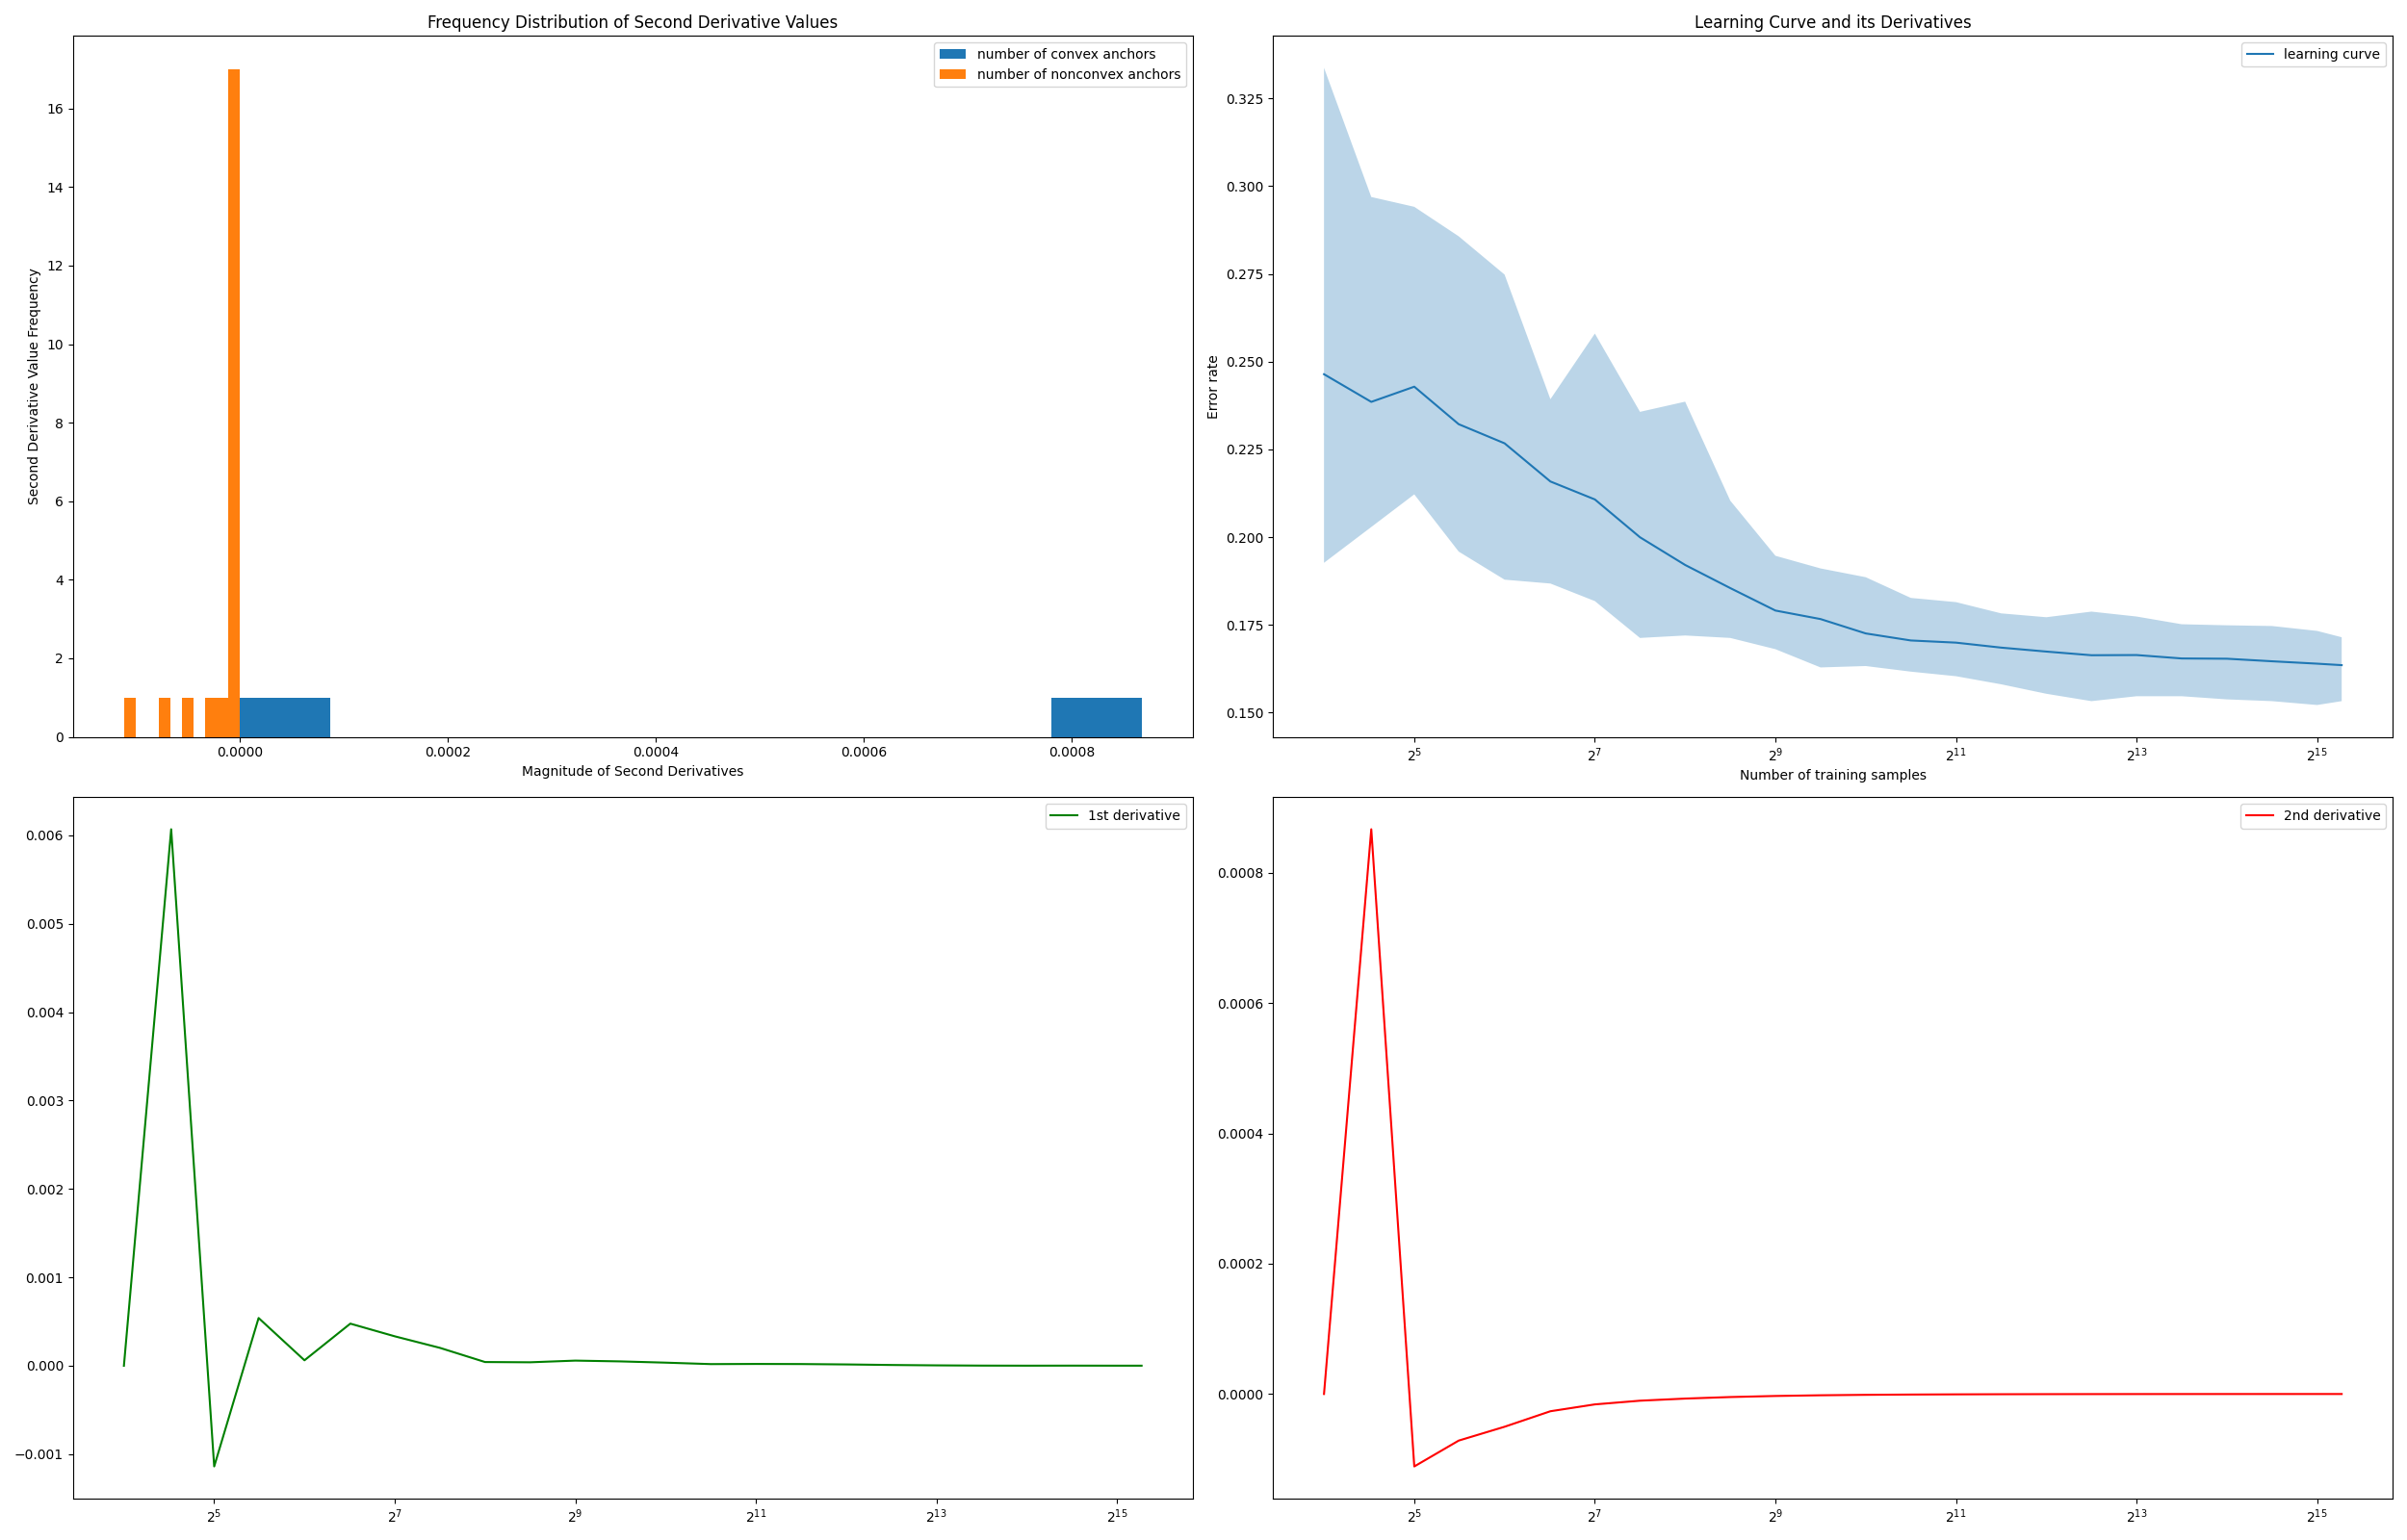 Frequency Distribution of Second Derivative Values
number of convex anchors
number of nonconvex anchors
Second Derivative Value Frequency
16
14
12
10
8
6
4
2
0
0.0000 0.0002 0.0004 0.0006 0.0008
Magnitude of Second Derivatives
Learning Curve and its Derivatives
learning curve
Error rate
0.325
0.300
0.275
0.250
0.225
0.200
0.175
0.150
2^5 2^7 2^9 2^11 2^13 2^15
Number of training samples
1st derivative
0.006
0.005
0.004
0.003
0.002
0.001
0.000
−0.001
2^5 2^7 2^9 2^11 2^13 2^15
2nd derivative
0.0008
0.0006
0.0004
0.0002
0.0000
2^5 2^7 2^9 2^11 2^13 2^15